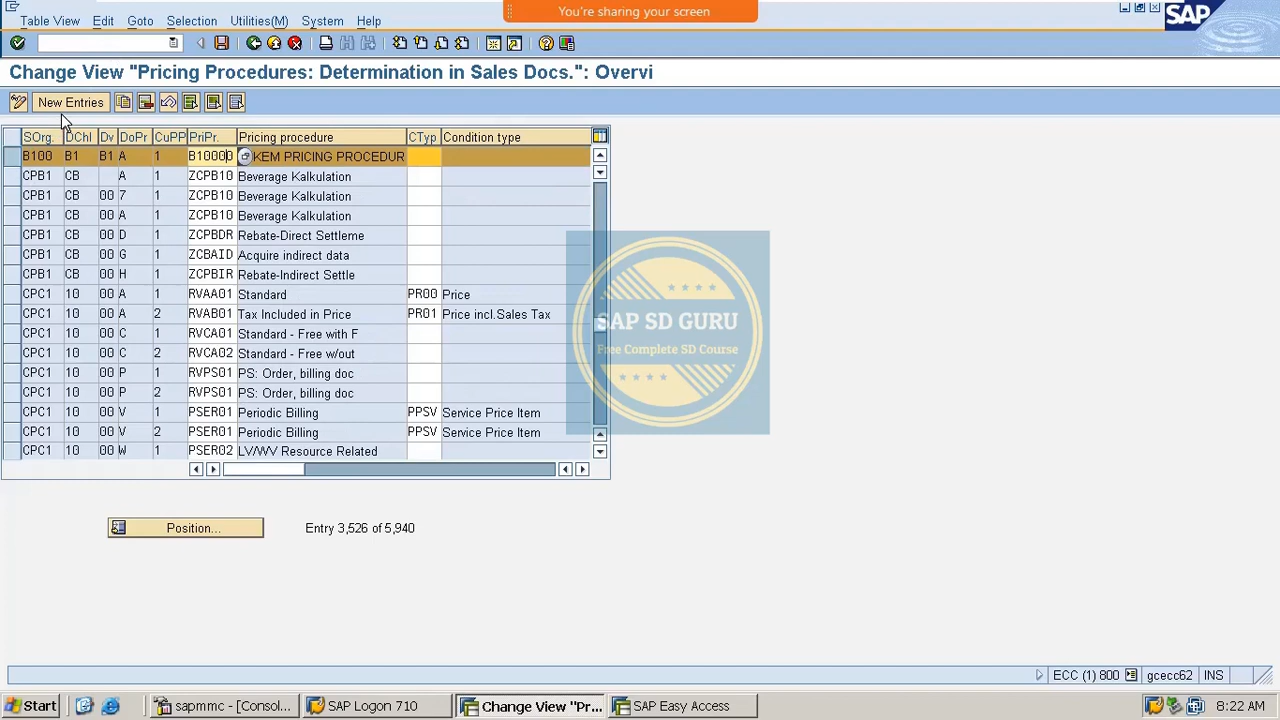 You're sharing your screen
Table View Edit Goto Utilities(M) System Help
SAP
Change View "Pricing Procedures: Determination in Sales Docs.": Overvi
New Entries
SOrg. DChl Dv DoPr CuPP PriPr. Pricing procedure CTyp Condition type
B100 B1 B1 A 1 B10000 KEM PRICING PROCEDUR
CPB1 CB A 1 ZCPB10 Beverage Kalkulation
CPB1 CB 00 7 1 ZCPB10 Beverage Kalkulation
CPB1 CB 00 A 1 ZCPB10 Beverage Kalkulation
CPB1 CB 00 D 1 ZCPBDR Rebate-Direct Settleme
CPB1 CB 00 G 1 ZCBAID Acquire indirect data
CPB1 CB 00 H 1 ZCPBIR Rebate-Indirect Settle
CPC1 10 00 A 1 RVAA01 Standard PR00 Price
CPC1 10 00 A 2 RVAB01 Tax Included in Price PR01 Price incl.Sales Tax
CPC1 10 00 C 1 RVCA01 Standard - Free with F
CPC1 10 00 C 2 RVCA02 Standard - Free w/out
CPC1 10 00 P 1 RVPS01 PS: Order, billing doc
CPC1 10 00 P 2 RVPS01 PS: Order, billing doc
CPC1 10 00 V 1 PSER01 Periodic Billing PPSV Service Price Item
CPC1 10 00 V 2 PSER01 Periodic Billing PPSV Service Price Item
CPC1 10 00 W 1 PSER02 LV/WV Resource Related
SAP SD GURU
Free Complete SD Course
Position... Entry 3,526 of 5,940
ECC (1) 800 gcecc62 INS
Start sapmmc - [Consol... SAP Logon 710 Change View "Pr... SAP Easy Access 8:22 AM